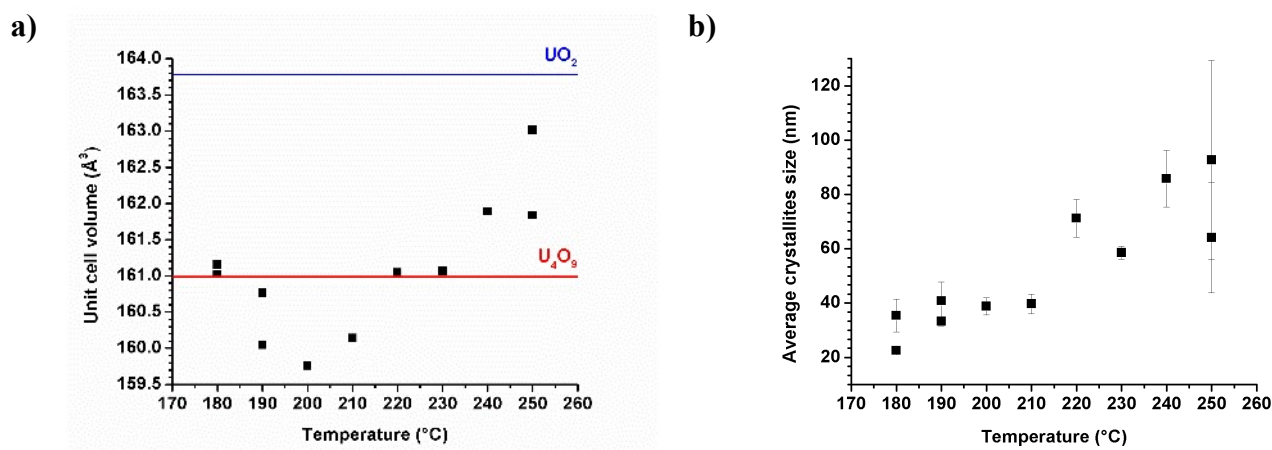 a)
UO₂
U₄O₉
164.0
163.5
163.0
162.5
162.0
161.5
161.0
160.5
160.0
159.5
170 180 190 200 210 220 230 240 250 260
Unit cell volume (Å³)
Temperature (°C)
b)
120
100
80
60
40
20
170 180 190 200 210 220 230 240 250 260
Average crystallites size (nm)
Temperature (°C)